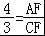 4/3 = AF/CF